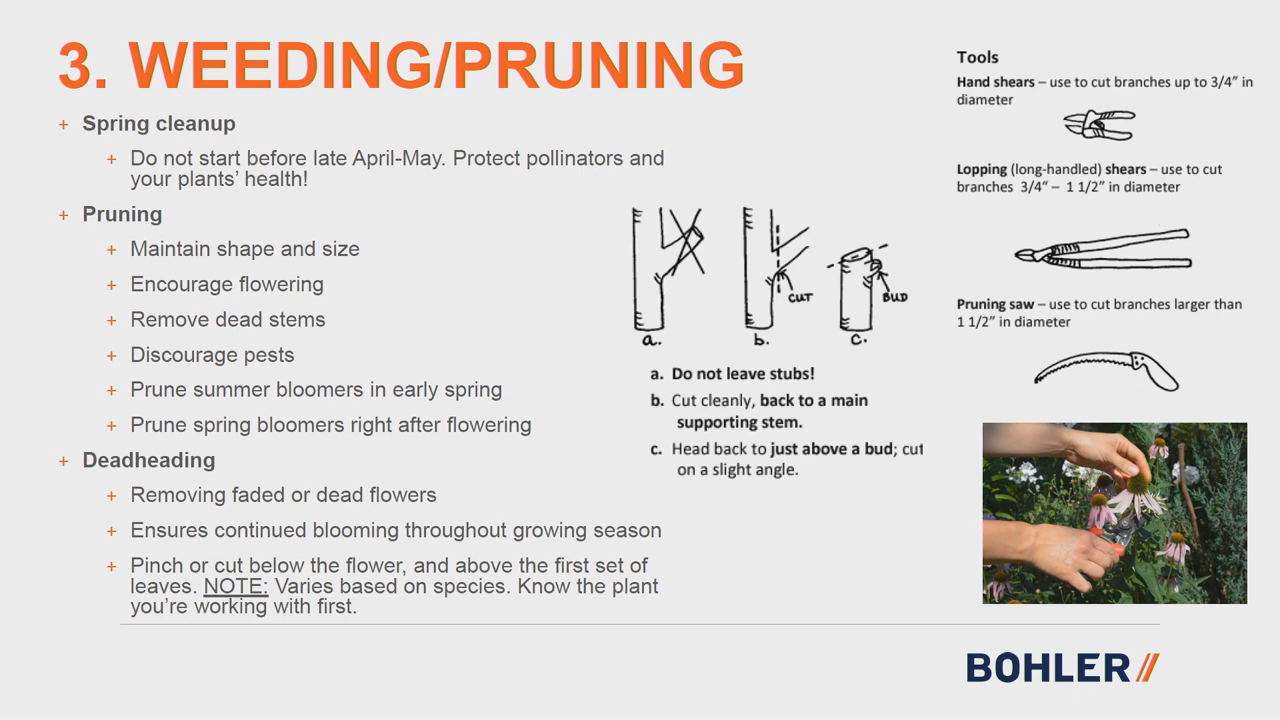 3. WEEDING/PRUNING
+ Spring cleanup
+ Do not start before late April-May. Protect pollinators and
your plants’ health!
+ Pruning
+ Maintain shape and size
+ Encourage flowering
+ Remove dead stems
+ Discourage pests
+ Prune summer bloomers in early spring
+ Prune spring bloomers right after flowering
+ Deadheading
+ Removing faded or dead flowers
+ Ensures continued blooming throughout growing season
+ Pinch or cut below the flower, and above the first set of
leaves. NOTE: Varies based on species. Know the plant
you’re working with first.
CUT
BUD
a. b. c.
a. Do not leave stubs!
b. Cut cleanly, back to a main
supporting stem.
c. Head back to just above a bud; cut
on a slight angle.
Tools
Hand shears – use to cut branches up to 3/4” in
diameter
Lopping (long-handled) shears – use to cut
branches 3/4“ – 1 1/2” in diameter
Pruning saw – use to cut branches larger than
1 1/2” in diameter
BOHLER//